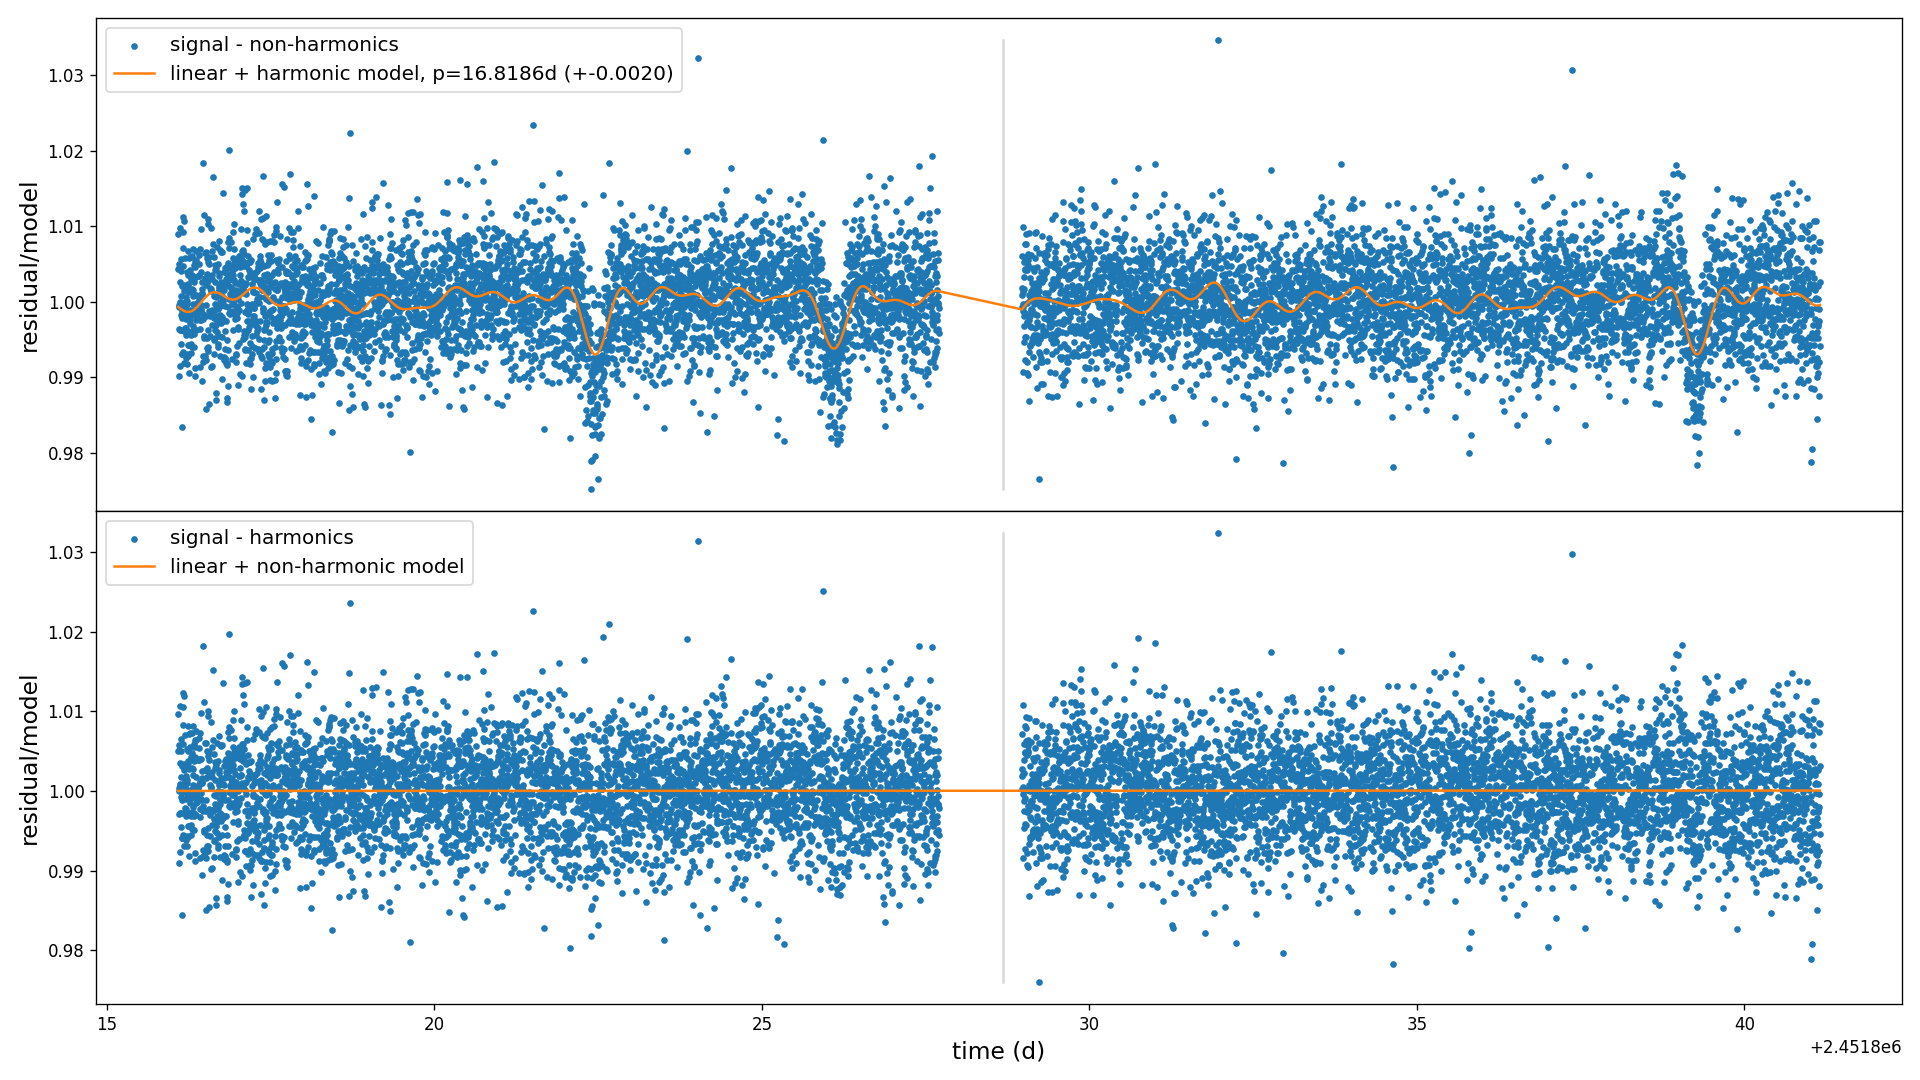 signal - non-harmonics
linear + harmonic model, p=16.8186d (+-0.0020)
1.03
1.02
1.01
1.00
0.99
0.98
residual/model
signal - harmonics
linear + non-harmonic model
1.03
1.02
1.01
1.00
0.99
0.98
residual/model
15 20 25 30 35 40
time (d)
+2.4518e6